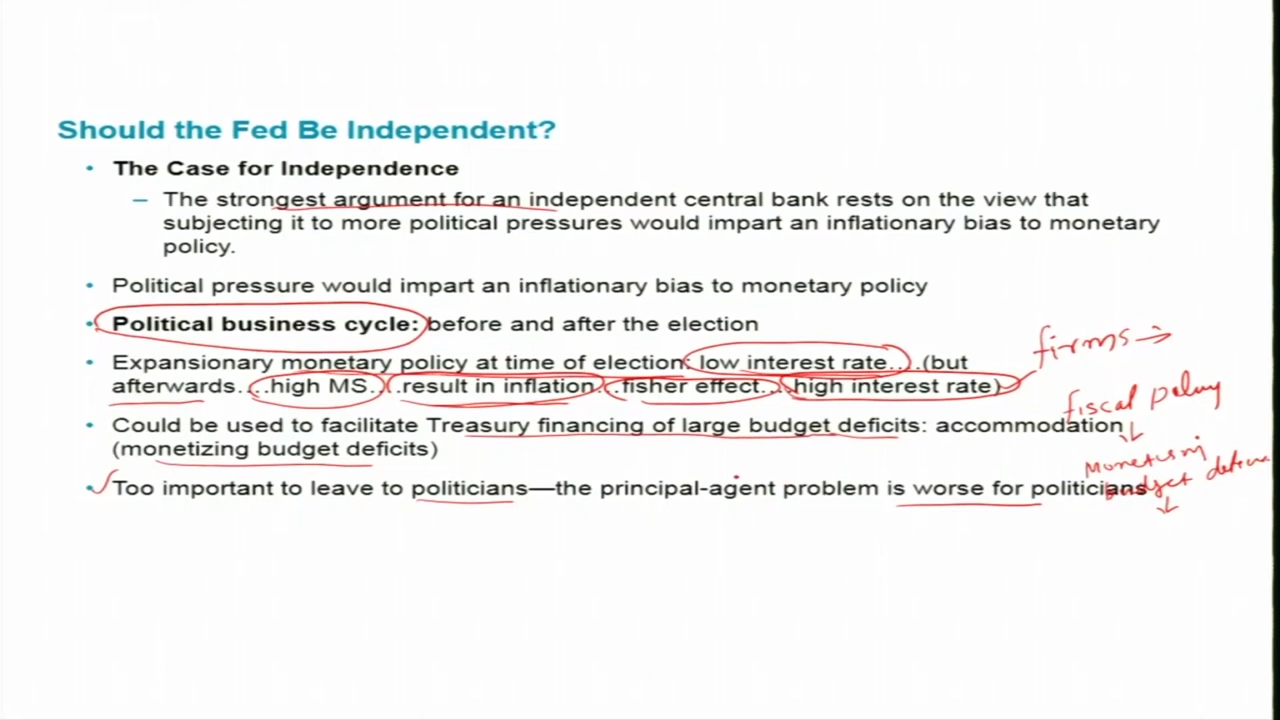 Should the Fed Be Independent?
• The Case for Independence
– The strongest argument for an independent central bank rests on the view that
subjecting it to more political pressures would impart an inflationary bias to monetary
policy.
• Political pressure would impart an inflationary bias to monetary policy
• Political business cycle: before and after the election
• Expansionary monetary policy at time of election: low interest rate…(but
afterwards…high MS…result in inflation…fisher effect….high interest rate)
firms →
fiscal policy
• Could be used to facilitate Treasury financing of large budget deficits: accommodation
(monetizing budget deficits)
• Too important to leave to politicians—the principal-agent problem is worse for politicians
budget